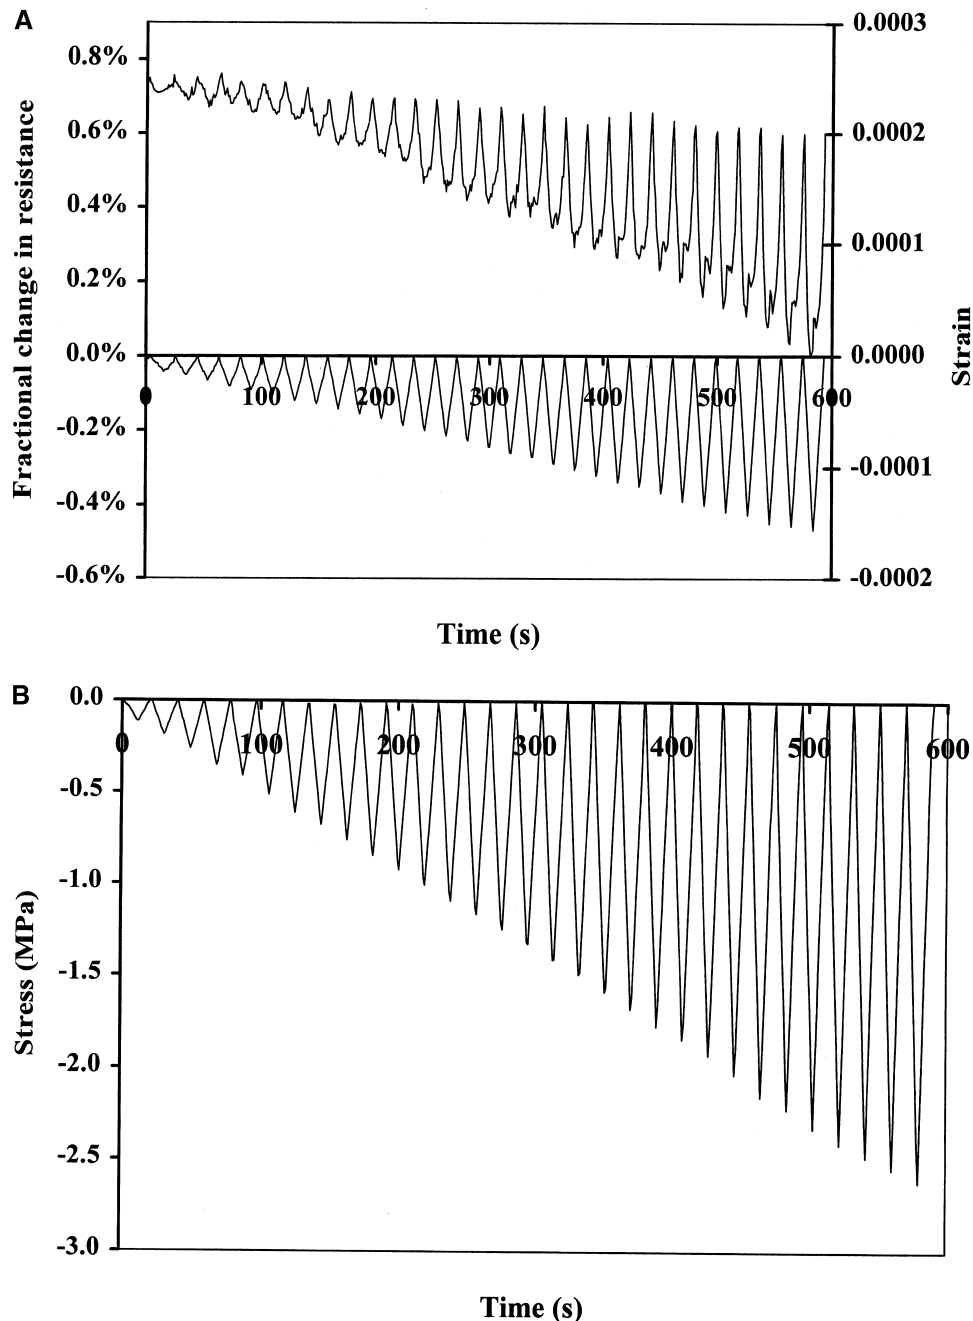 A
0.8%
0.6%
0.4%
0.2%
0.0%
-0.2%
-0.4%
-0.6%
Fractional change in resistance
0.0003
0.0002
0.0001
0.0000
-0.0001
-0.0002
Strain
0 100 200 300 400 500 600
Time (s)
B
0.0
-0.5
-1.0
-1.5
-2.0
-2.5
-3.0
Stress (MPa)
0 100 200 300 400 500 600
Time (s)